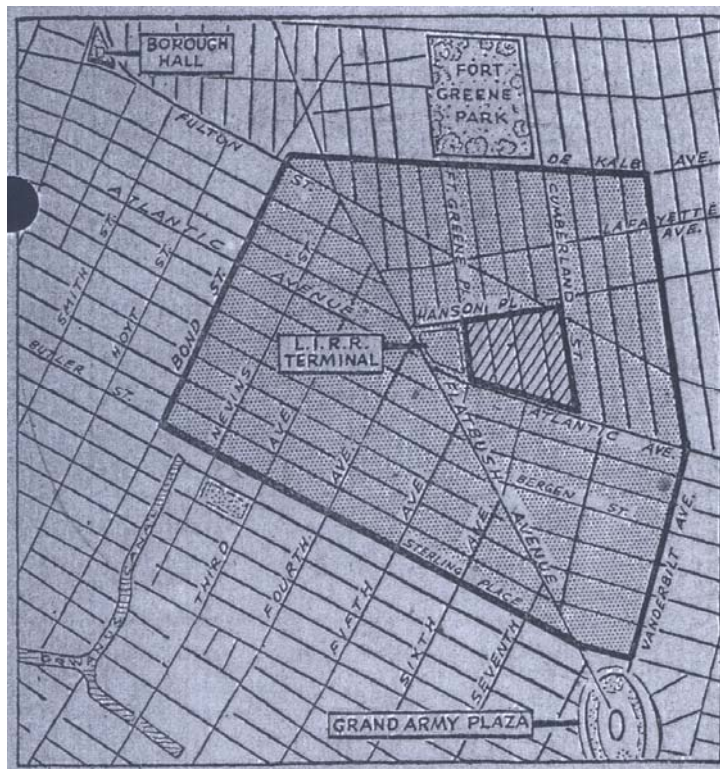 BOROUGH
HALL
FORT
GREENE
PARK
FULTON
ST.
DE KALB AVE.
ATLANTIC
AVENUE
FT. GREENE PL.
CUMBERLAND
ST.
LAFAYETTE
AVE.
SMITH
ST.
HOYT
ST.
BOND ST.
NEVINS
ST.
HANSON PL.
L.I.R.R.
TERMINAL
BUTLER ST.
FLATBUSH
AVENUE
ATLANTIC AVE.
BERGEN ST.
VANDERBILT AVE.
STERLING PLACE
THIRD
AVE
FOURTH
AVE
FIFTH
AVE
SIXTH
AVE
SEVENTH
GOWANUS
CANAL
GRAND ARMY PLAZA